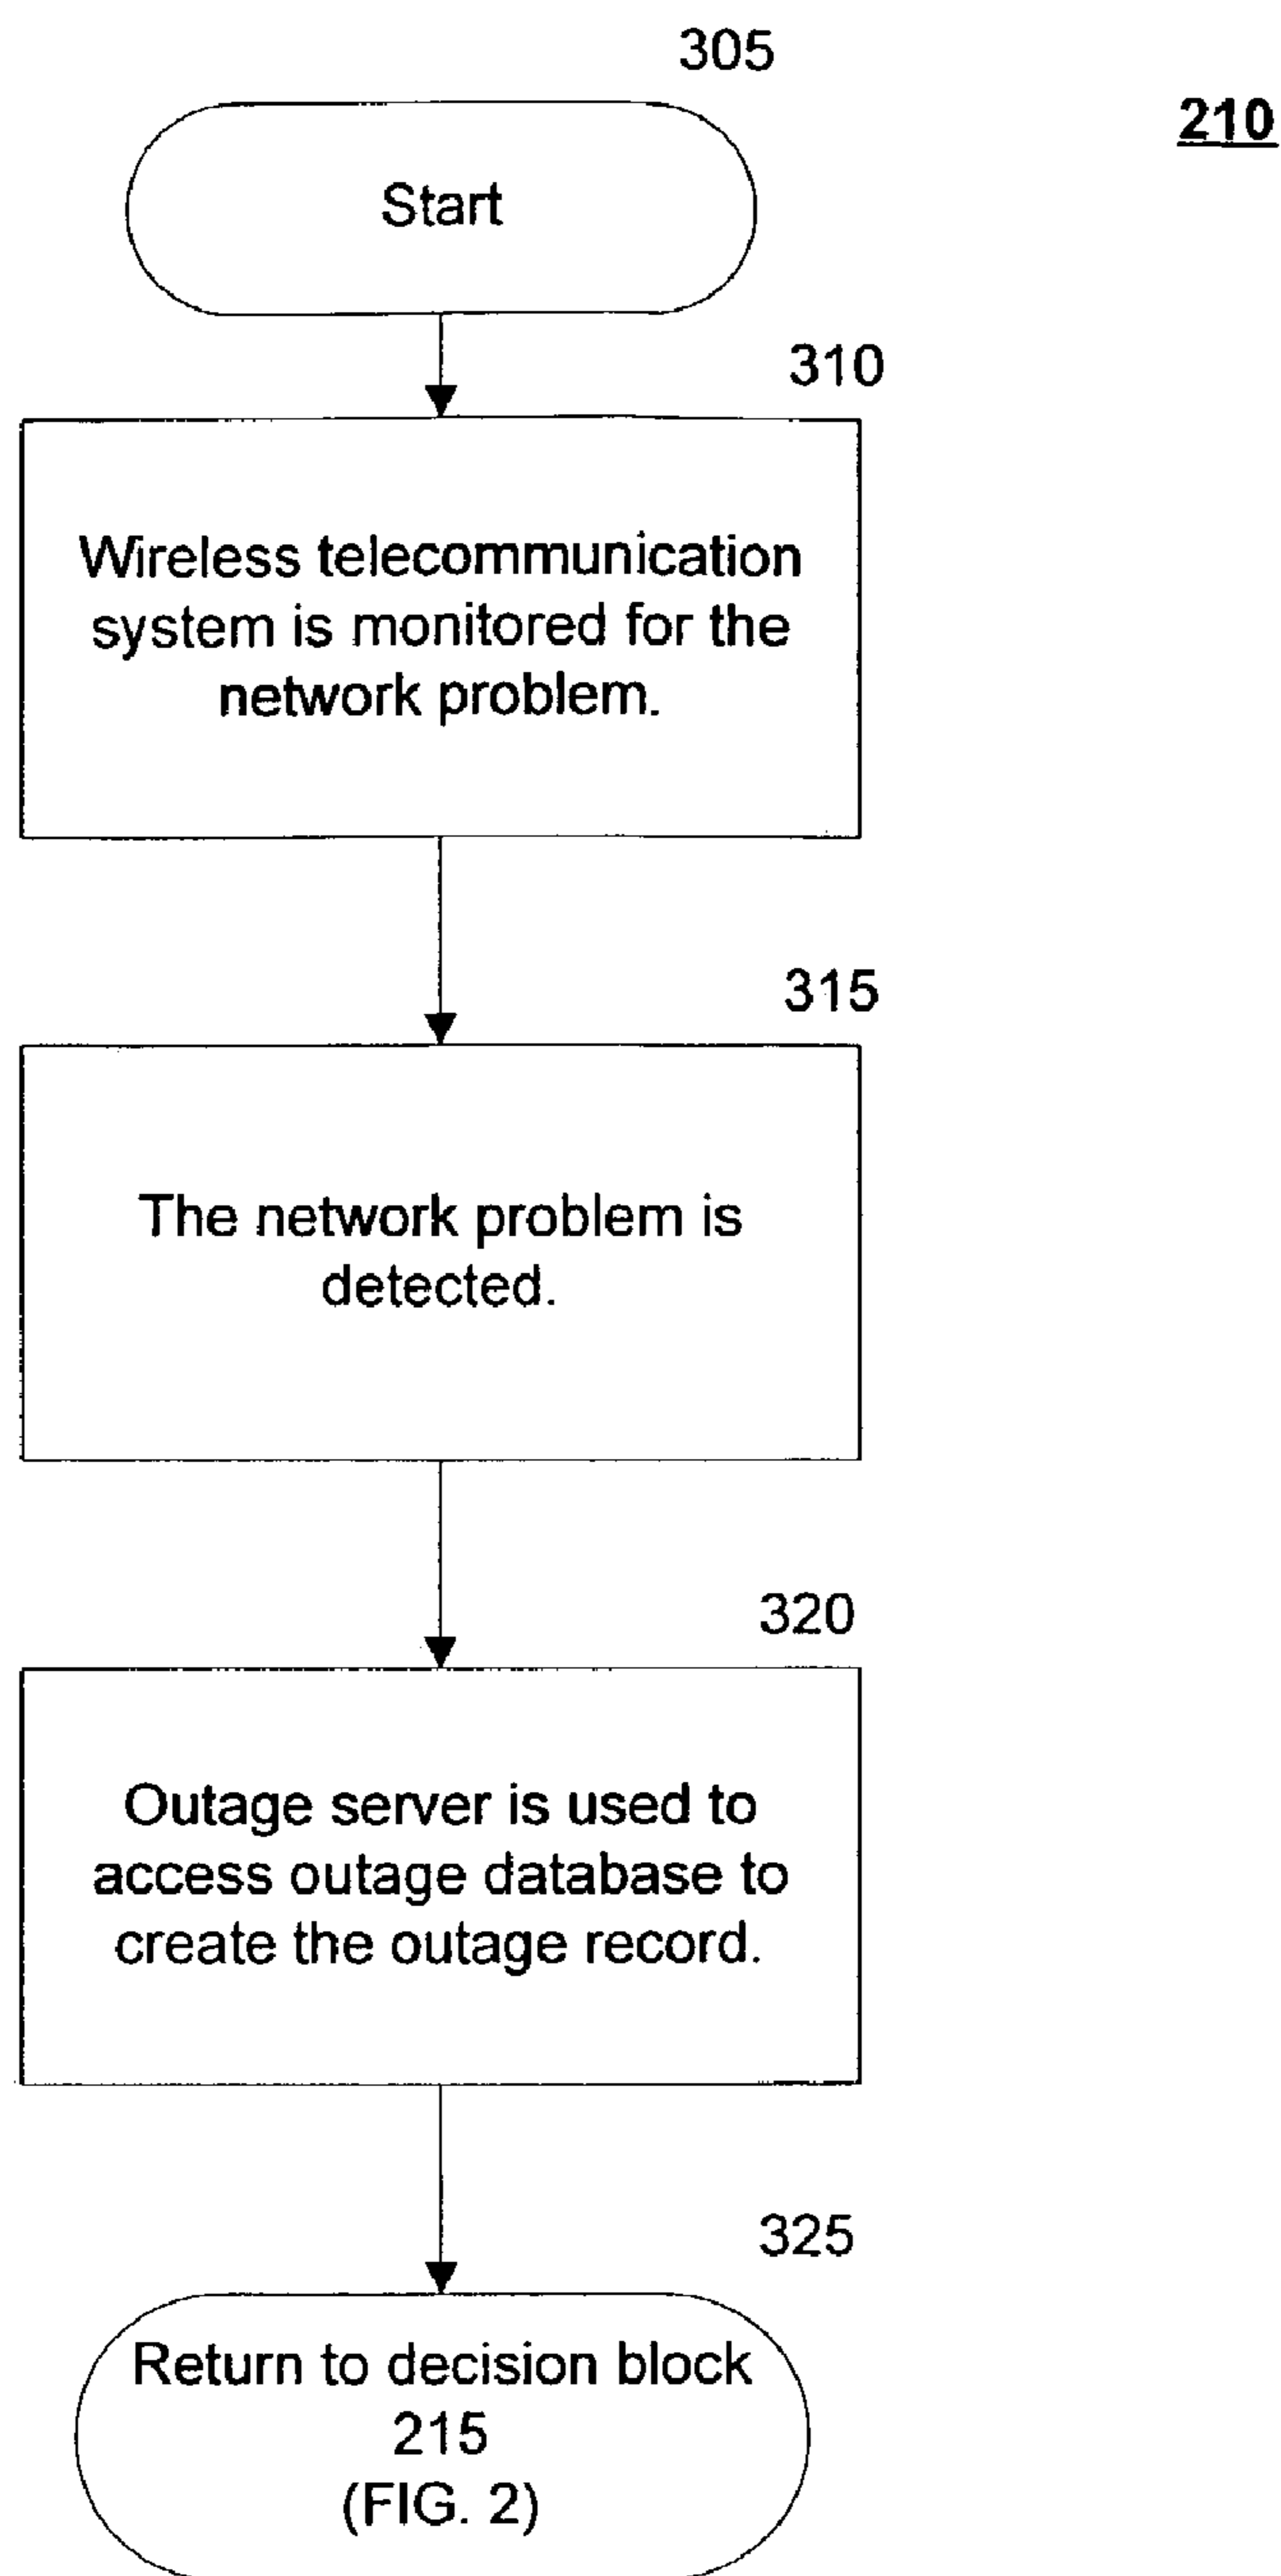 305
210
Start
310
Wireless telecommunication
system is monitored for the
network problem.
315
The network problem is
detected.
320
Outage server is used to
access outage database to
create the outage record.
325
Return to decision block
215
(FIG. 2)